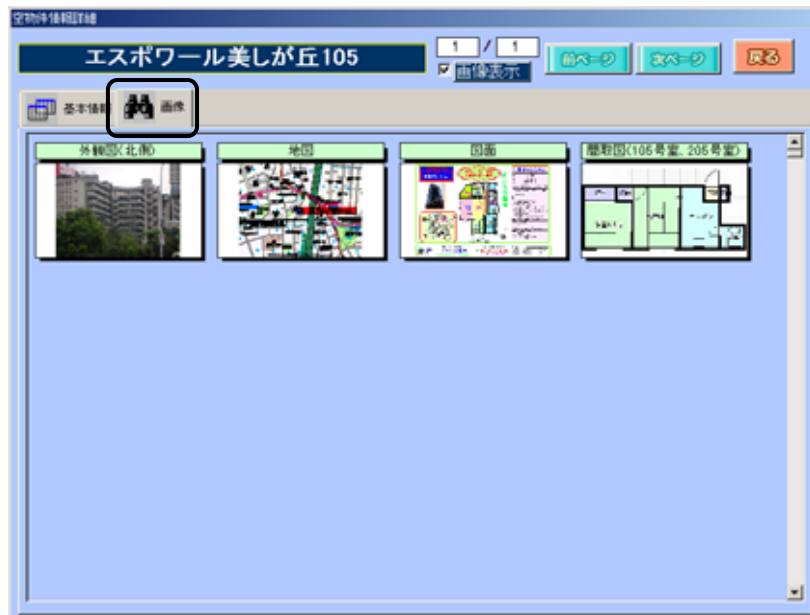 空物件情報詳細
エスポワール美しが丘105
1 / 1
画像表示
前ページ
次ページ
戻る
基本情報
画像
外観図(北側)
地図
図面
間取図(105号室、205号室)